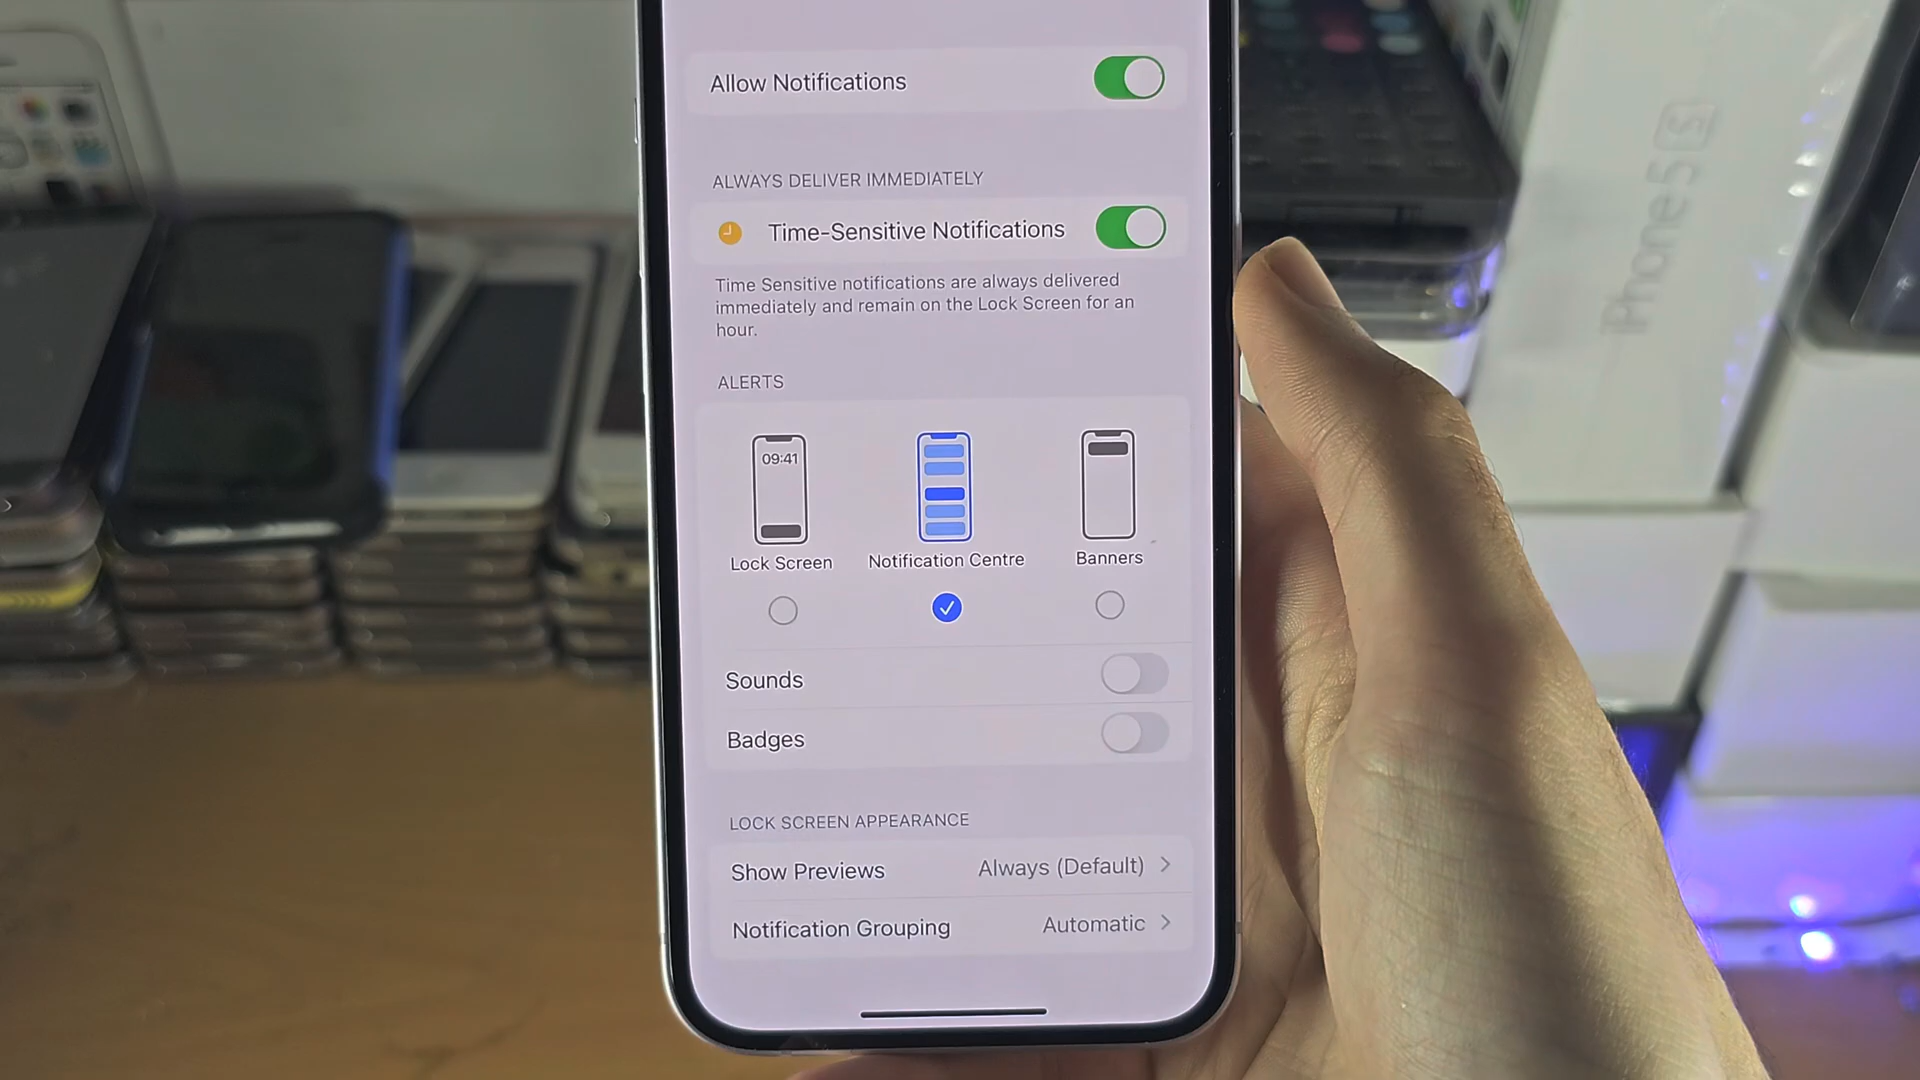 Allow Notifications
ALWAYS DELIVER IMMEDIATELY
Time-Sensitive Notifications
Time Sensitive notifications are always delivered
immediately and remain on the Lock Screen for an
hour.
ALERTS
09:41
Lock Screen
Notification Centre
Banners
Sounds
Badges
LOCK SCREEN APPEARANCE
Show Previews
Always (Default)
Notification Grouping
Automatic
iPhone 5s